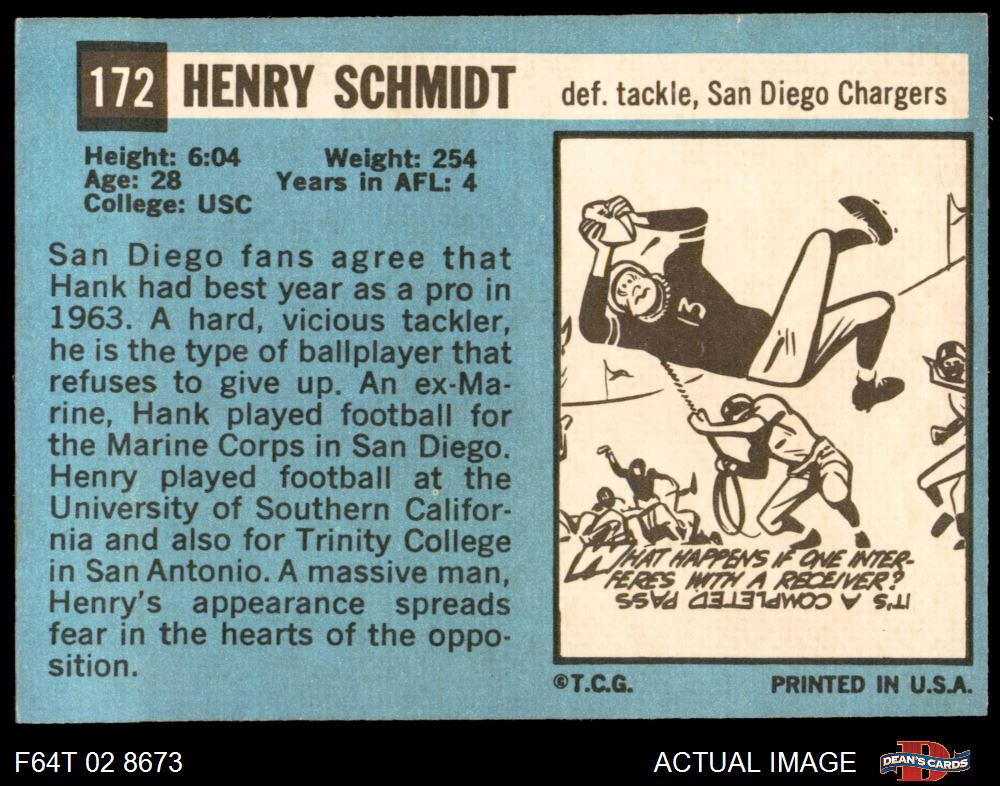 172 HENRY SCHMIDT def. tackle, San Diego Chargers
Height: 6:04 Weight: 254
Age: 28 Years in AFL: 4
College: USC
San Diego fans agree that
Hank had best year as a pro in
1963. A hard, vicious tackler,
he is the type of ballplayer that
refuses to give up. An ex-Ma-
rine, Hank played football for
the Marine Corps in San Diego.
Henry played football at the
University of Southern Califor-
nia and also for Trinity College
in San Antonio. A massive man,
Henry's appearance spreads
fear in the hearts of the oppo-
sition.
13
WHAT HAPPENS IF ONE INTER-
FERES WITH A RECEIVER?
IT'S A COMPLETED PASS
©T.C.G. PRINTED IN U.S.A.
F64T 02 8673 ACTUAL IMAGE D DEAN'S CARDS